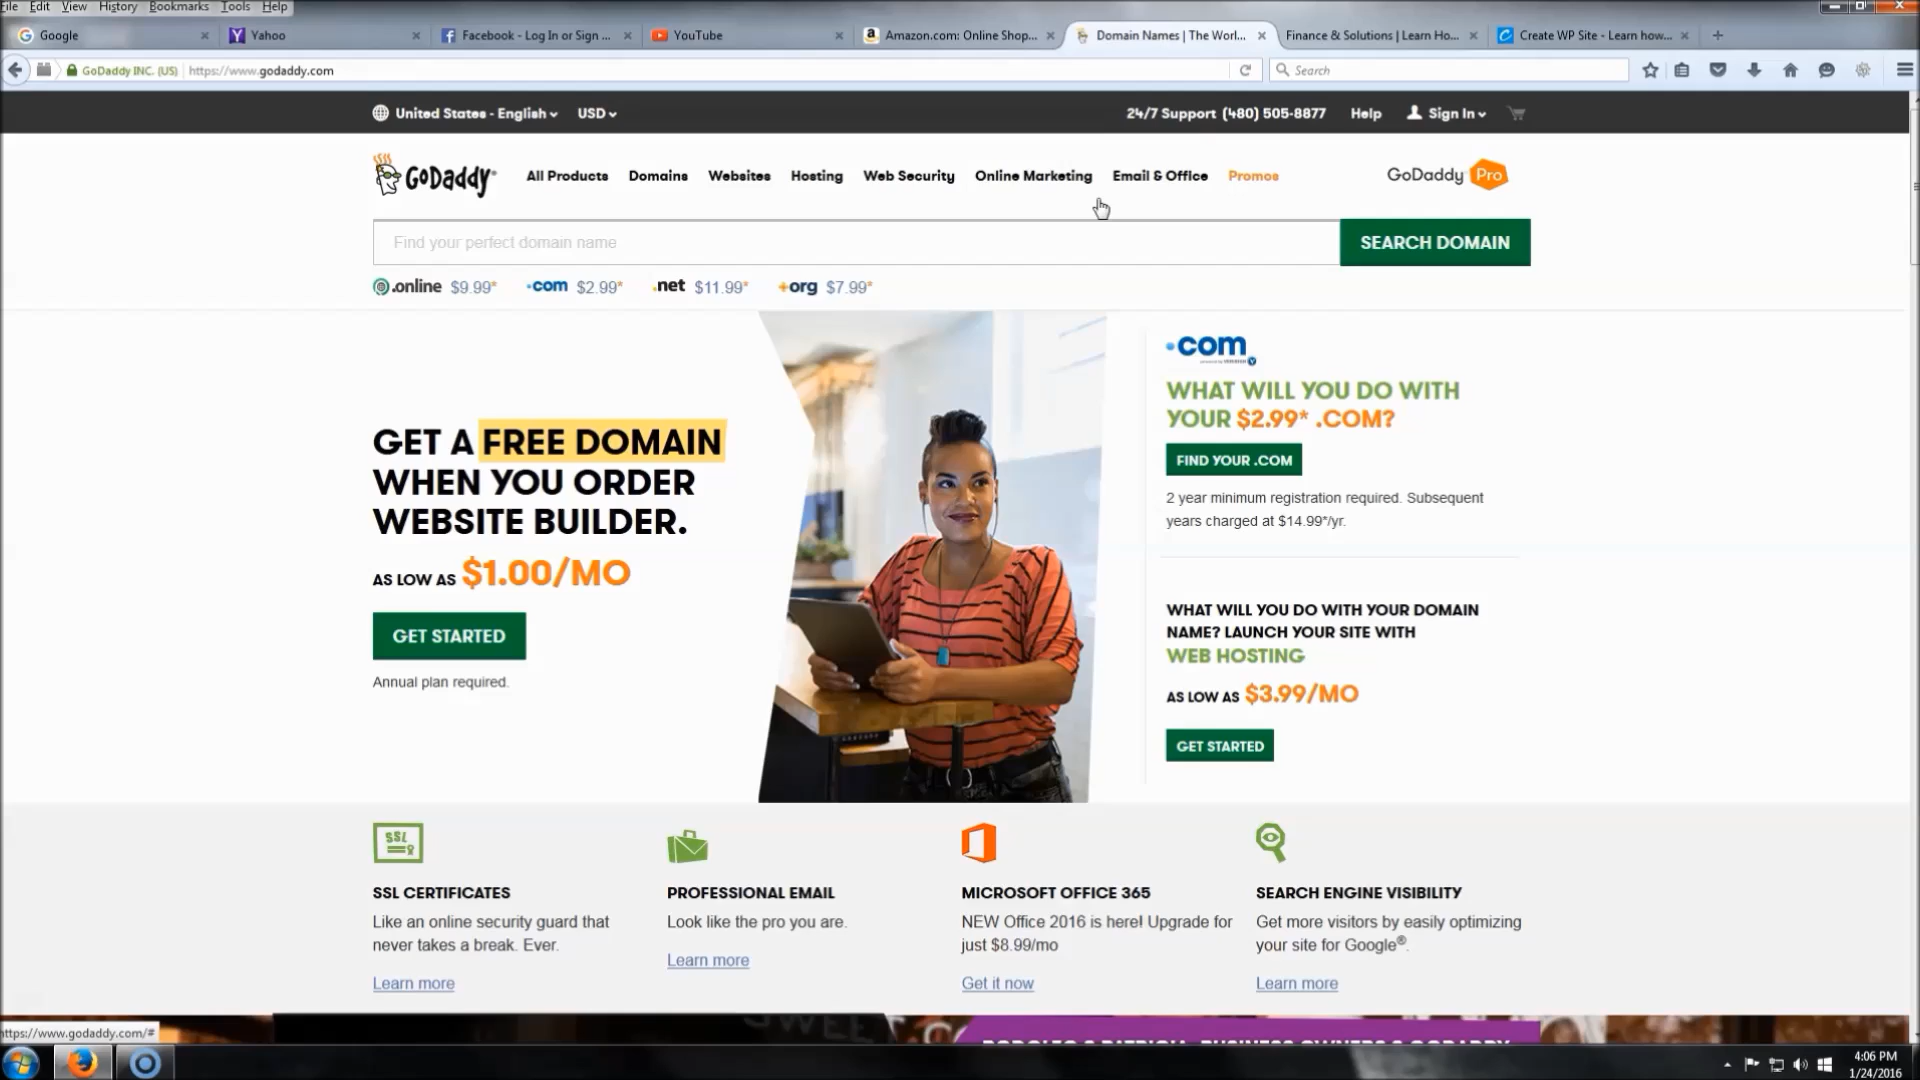 File Edit View History Bookmarks Tools Help
Google Yahoo Facebook - Log In or Sign ... YouTube Amazon.com: Online Shop... Domain Names | The Worl... Finance & Solutions | Learn Ho... Create WP Site - Learn how...
GoDaddy INC. (US) https://www.godaddy.com Search
United States - English USD 24/7 Support (480) 505-8877 Help Sign In
GoDaddy All Products Domains Websites Hosting Web Security Online Marketing Email & Office Promos GoDaddy Pro
Find your perfect domain name SEARCH DOMAIN
.online $9.99* .com $2.99* .net $11.99* .org $7.99*
GET A FREE DOMAIN
WHEN YOU ORDER
WEBSITE BUILDER.
AS LOW AS $1.00/MO
GET STARTED
Annual plan required.
.com
WHAT WILL YOU DO WITH
YOUR $2.99* .COM?
FIND YOUR .COM
2 year minimum registration required. Subsequent
years charged at $14.99*/yr.
WHAT WILL YOU DO WITH YOUR DOMAIN
NAME? LAUNCH YOUR SITE WITH
WEB HOSTING
AS LOW AS $3.99/MO
GET STARTED
SSL
SSL CERTIFICATES
Like an online security guard that
never takes a break. Ever.
Learn more
PROFESSIONAL EMAIL
Look like the pro you are.
Learn more
MICROSOFT OFFICE 365
NEW Office 2016 is here! Upgrade for
just $8.99/mo
Get it now
SEARCH ENGINE VISIBILITY
Get more visitors by easily optimizing
your site for Google®.
Learn more
https://www.godaddy.com/#
4:06 PM
1/24/2016